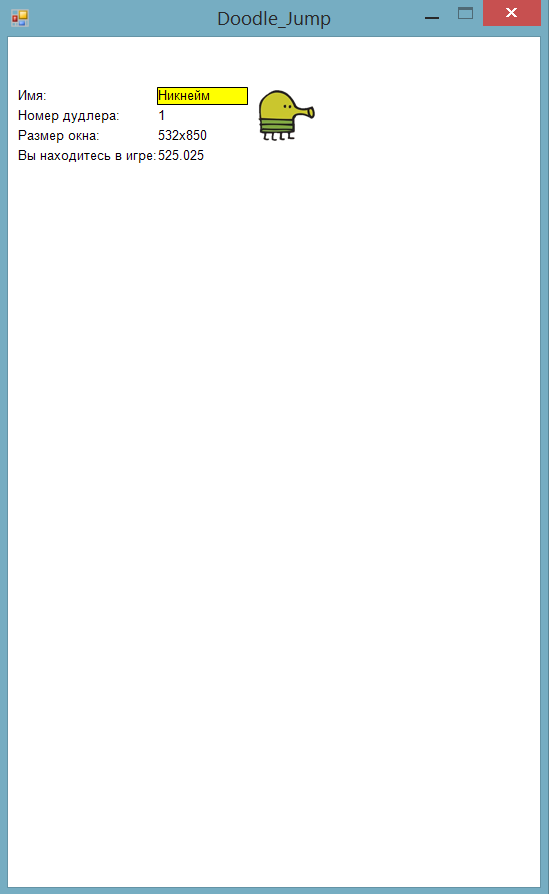 Doodle_Jump
Имя: Никнейм
Номер дудлера: 1
Размер окна: 532x850
Вы находитесь в игре: 525.025